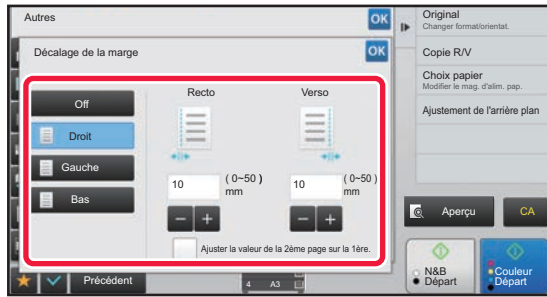 Autres
OK
Décalage de la marge
OK
Off
Droit
Gauche
Bas
Recto
Verso
10
( 0~50 )
mm
10
( 0~50 )
mm
Ajuster la valeur de la 2ème page sur la 1ère.
Précédent
4 A3
Original
Changer format/orientat.
Copie R/V
Choix papier
Modifier le mag. d'alim. pap.
Ajustement de l'arrière plan
Aperçu
CA
N&B
Départ
Couleur
Départ